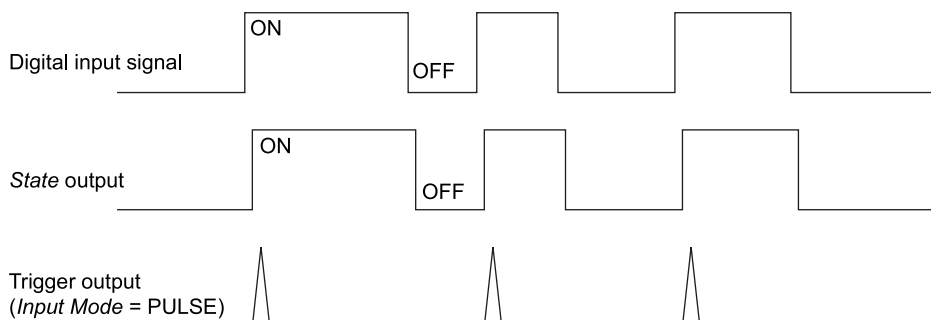 ON
Digital input signal
OFF
ON
State output
OFF
Trigger output
(Input Mode = PULSE)